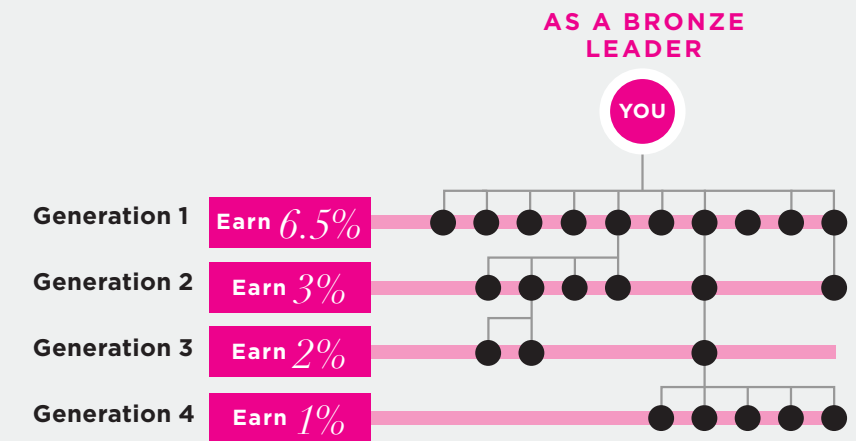 AS A BRONZE
LEADER
YOU
Generation 1 Earn 6.5%
Generation 2 Earn 3%
Generation 3 Earn 2%
Generation 4 Earn 1%